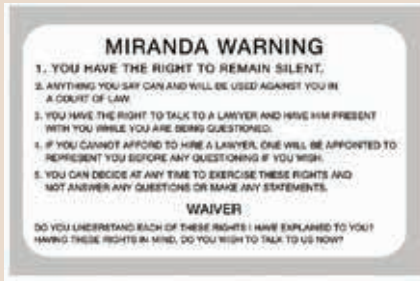 MIRANDA WARNING
1. YOU HAVE THE RIGHT TO REMAIN SILENT.
2. ANYTHING YOU SAY CAN AND WILL BE USED AGAINST YOU IN
A COURT OF LAW.
3. YOU HAVE THE RIGHT TO TALK TO A LAWYER AND HAVE HIM PRESENT
WITH YOU WHILE YOU ARE BEING QUESTIONED.
4. IF YOU CANNOT AFFORD TO HIRE A LAWYER, ONE WILL BE APPOINTED TO
REPRESENT YOU BEFORE ANY QUESTIONING IF YOU WISH.
5. YOU CAN DECIDE AT ANY TIME TO EXERCISE THESE RIGHTS AND
NOT ANSWER ANY QUESTIONS OR MAKE ANY STATEMENTS.
WAIVER
DO YOU UNDERSTAND EACH OF THESE RIGHTS I HAVE EXPLAINED TO YOU?
HAVING THESE RIGHTS IN MIND, DO YOU WISH TO TALK TO US NOW?